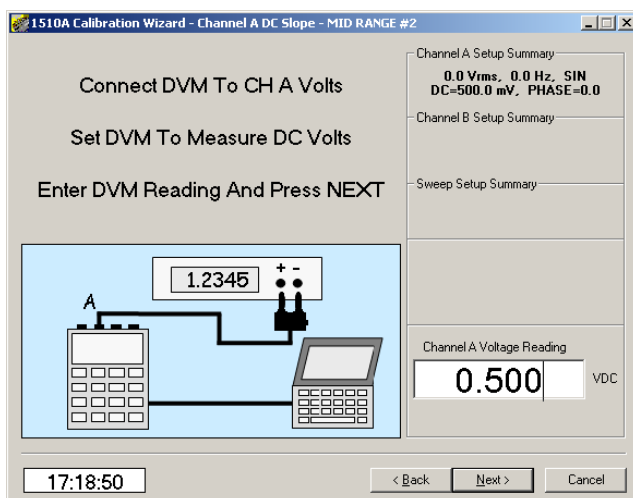 1510A Calibration Wizard - Channel A DC Slope - MID RANGE #2
Connect DVM To CH A Volts
Set DVM To Measure DC Volts
Enter DVM Reading And Press NEXT
1.2345
+ -
A
Channel A Setup Summary
0.0 Vrms, 0.0 Hz, SIN
DC=500.0 mV, PHASE=0.0
Channel B Setup Summary
Sweep Setup Summary
Channel A Voltage Reading
0.500 VDC
17:18:50
< Back
Next >
Cancel